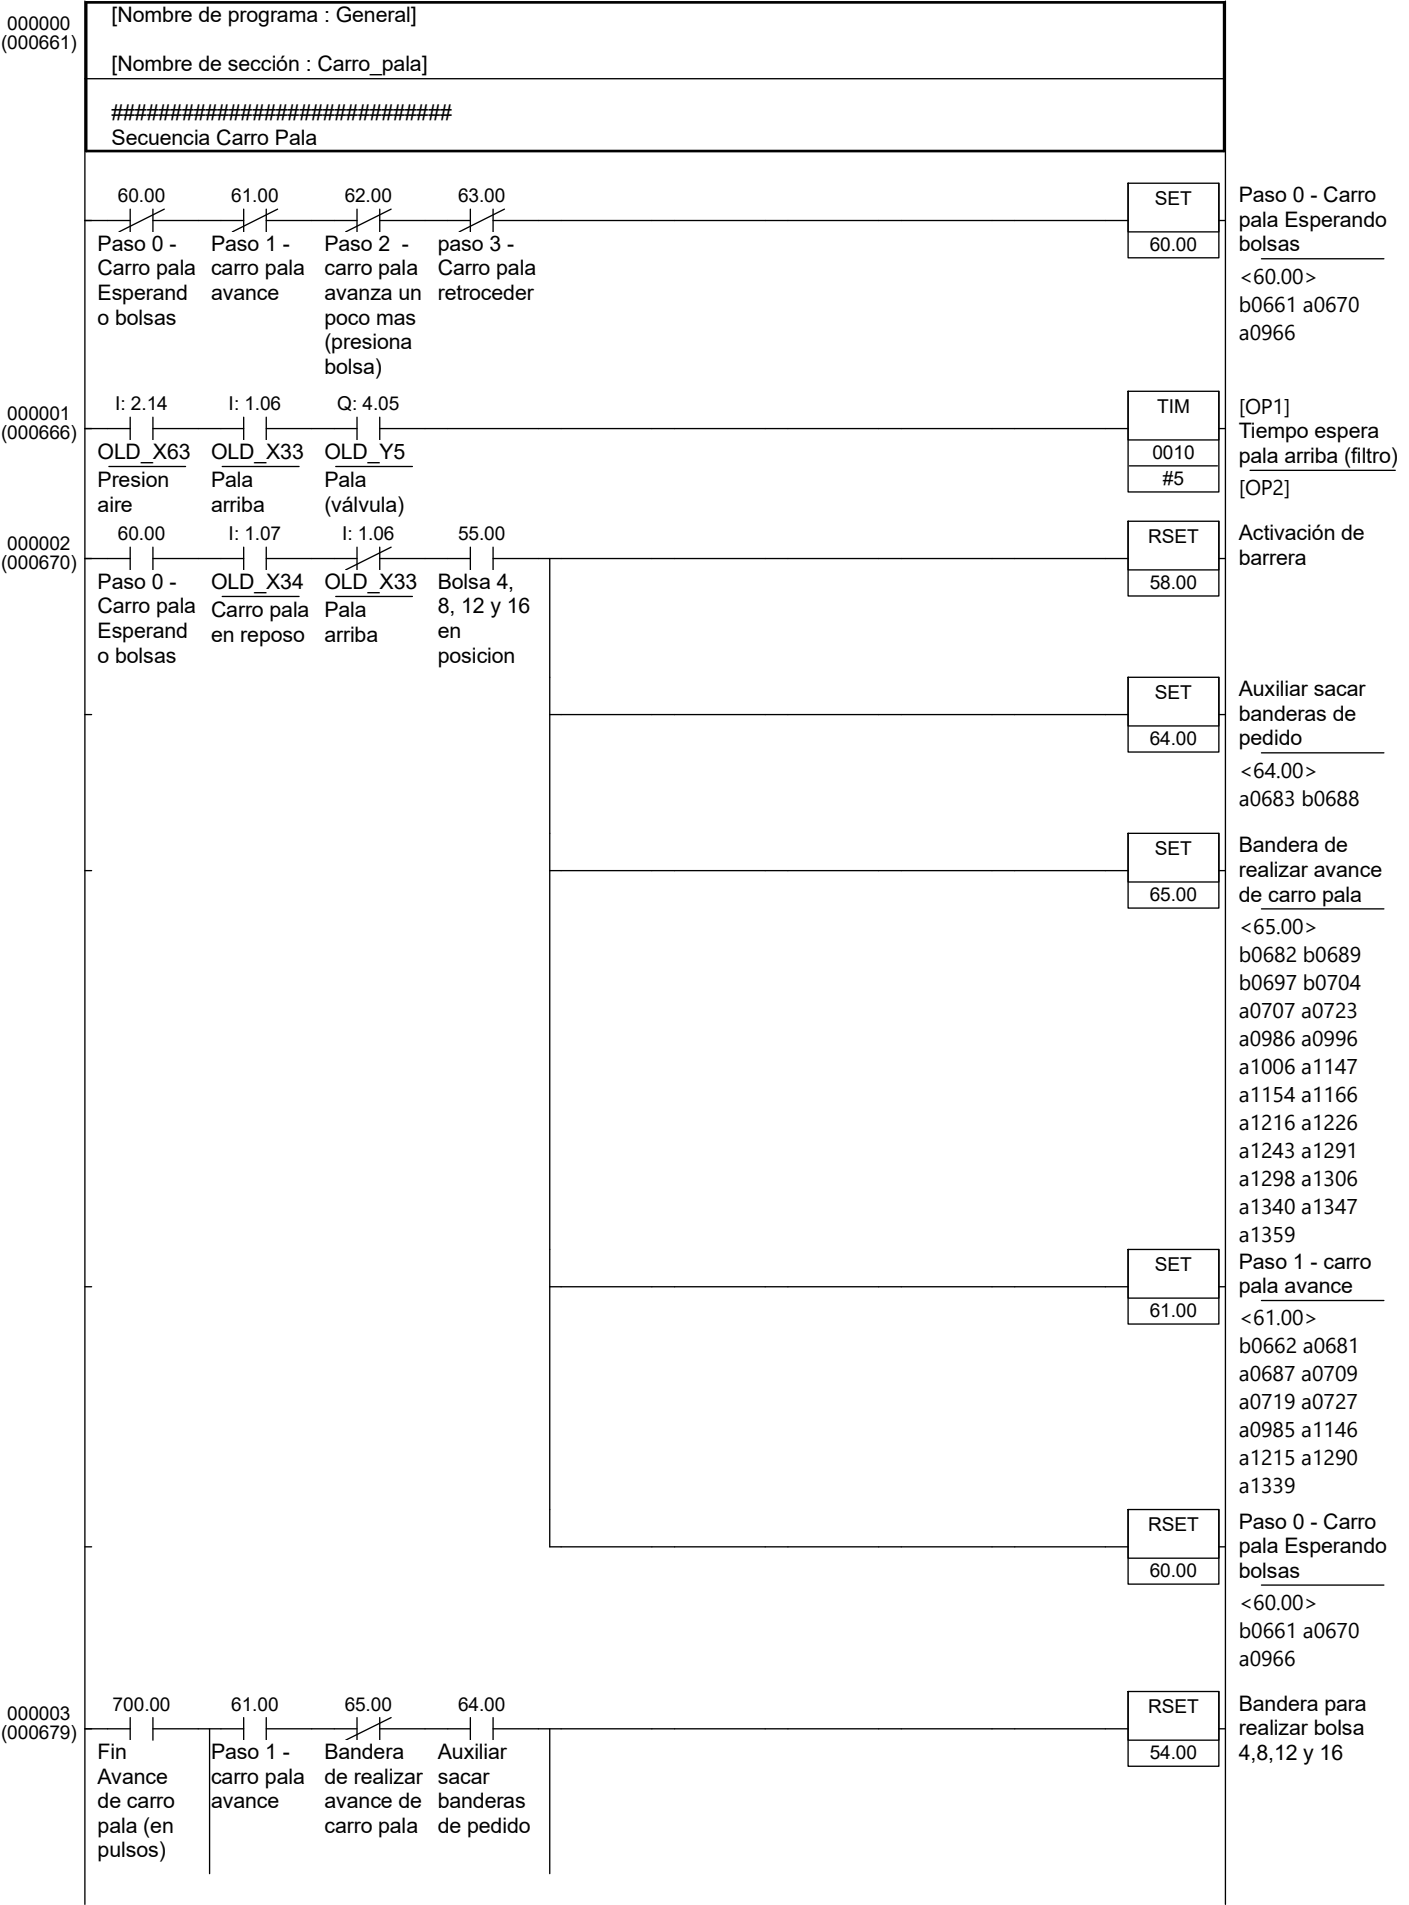 000000
(000661)
[Nombre de programa : General]
[Nombre de sección : Carro_pala]
#############################
Secuencia Carro Pala
60.00 61.00 62.00 63.00
Paso 0 -
Carro pala
Esperand
o bolsas
Paso 1 -
carro pala
avance
Paso 2 -
carro pala
avanza un
poco mas
(presiona
bolsa)
paso 3 -
Carro pala
retroceder
SET
60.00
Paso 0 - Carro
pala Esperando
bolsas
<60.00>
b0661 a0670
a0966
000001
(000666)
I: 2.14 I: 1.06 Q: 4.05
OLD_X63
Presion
aire
OLD_X33
Pala
arriba
OLD_Y5
Pala
(válvula)
TIM
0010
#5
[OP1]
Tiempo espera
pala arriba (filtro)
[OP2]
000002
(000670)
60.00 I: 1.07 I: 1.06 55.00
Paso 0 -
Carro pala
Esperand
o bolsas
OLD_X34
Carro pala
en reposo
OLD_X33
Pala
arriba
Bolsa 4,
8, 12 y 16
en
posicion
RSET
58.00
Activación de
barrera
SET
64.00
Auxiliar sacar
banderas de
pedido
<64.00>
a0683 b0688
SET
65.00
Bandera de
realizar avance
de carro pala
<65.00>
b0682 b0689
b0697 b0704
a0707 a0723
a0986 a0996
a1006 a1147
a1154 a1166
a1216 a1226
a1243 a1291
a1298 a1306
a1340 a1347
a1359
SET
61.00
Paso 1 - carro
pala avance
<61.00>
b0662 a0681
a0687 a0709
a0719 a0727
a0985 a1146
a1215 a1290
a1339
RSET
60.00
Paso 0 - Carro
pala Esperando
bolsas
<60.00>
b0661 a0670
a0966
000003
(000679)
700.00 61.00 65.00 64.00
Fin
Avance
de carro
pala (en
pulsos)
Paso 1 -
carro pala
avance
Bandera
de realizar
avance de
carro pala
Auxiliar
sacar
banderas
de pedido
RSET
54.00
Bandera para
realizar bolsa
4,8,12 y 16